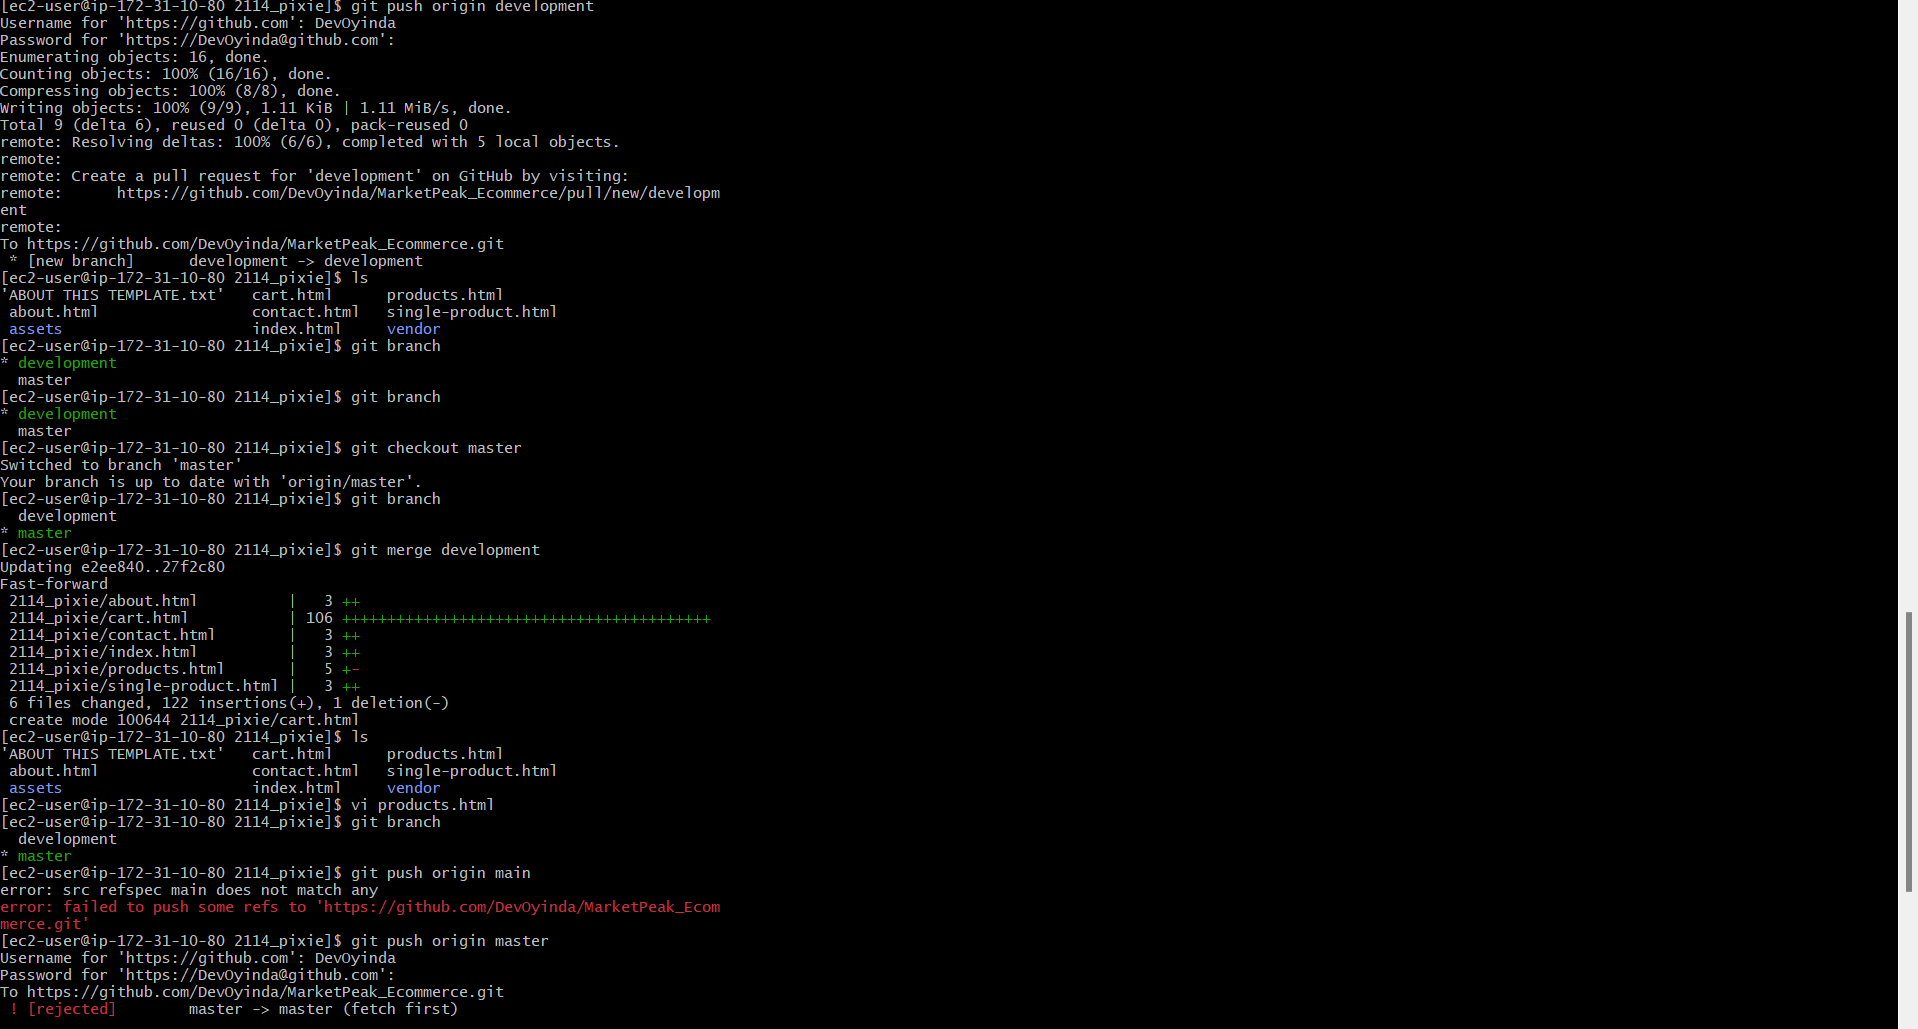 [ec2-user@ip-172-31-10-80 2114_pixie]$ git push origin development
Username for 'https://github.com': DevOyinda
Password for 'https://DevOyinda@github.com':
Enumerating objects: 16, done.
Counting objects: 100% (16/16), done.
Compressing objects: 100% (8/8), done.
Writing objects: 100% (9/9), 1.11 KiB | 1.11 MiB/s, done.
Total 9 (delta 6), reused 0 (delta 0), pack-reused 0
remote: Resolving deltas: 100% (6/6), completed with 5 local objects.
remote:
remote: Create a pull request for 'development' on GitHub by visiting:
remote:      https://github.com/DevOyinda/MarketPeak_Ecommerce/pull/new/developm
ent
remote:
To https://github.com/DevOyinda/MarketPeak_Ecommerce.git
 * [new branch]      development -> development
[ec2-user@ip-172-31-10-80 2114_pixie]$ ls
'ABOUT THIS TEMPLATE.txt'   cart.html      products.html
 about.html                 contact.html   single-product.html
 assets                     index.html     vendor
[ec2-user@ip-172-31-10-80 2114_pixie]$ git branch
* development
  master
[ec2-user@ip-172-31-10-80 2114_pixie]$ git branch
* development
  master
[ec2-user@ip-172-31-10-80 2114_pixie]$ git checkout master
Switched to branch 'master'
Your branch is up to date with 'origin/master'.
[ec2-user@ip-172-31-10-80 2114_pixie]$ git branch
  development
* master
[ec2-user@ip-172-31-10-80 2114_pixie]$ git merge development
Updating e2ee840..27f2c80
Fast-forward
 2114_pixie/about.html          |   3 ++
 2114_pixie/cart.html           | 106 +++++++++++++++++++++++++++++++++++++++++
 2114_pixie/contact.html        |   3 ++
 2114_pixie/index.html          |   3 ++
 2114_pixie/products.html       |   5 +-
 2114_pixie/single-product.html |   3 ++
 6 files changed, 122 insertions(+), 1 deletion(-)
 create mode 100644 2114_pixie/cart.html
[ec2-user@ip-172-31-10-80 2114_pixie]$ ls
'ABOUT THIS TEMPLATE.txt'   cart.html      products.html
 about.html                 contact.html   single-product.html
 assets                     index.html     vendor
[ec2-user@ip-172-31-10-80 2114_pixie]$ vi products.html
[ec2-user@ip-172-31-10-80 2114_pixie]$ git branch
  development
* master
[ec2-user@ip-172-31-10-80 2114_pixie]$ git push origin main
error: src refspec main does not match any
error: failed to push some refs to 'https://github.com/DevOyinda/MarketPeak_Ecom
merce.git'
[ec2-user@ip-172-31-10-80 2114_pixie]$ git push origin master
Username for 'https://github.com': DevOyinda
Password for 'https://DevOyinda@github.com':
To https://github.com/DevOyinda/MarketPeak_Ecommerce.git
 ! [rejected]        master -> master (fetch first)